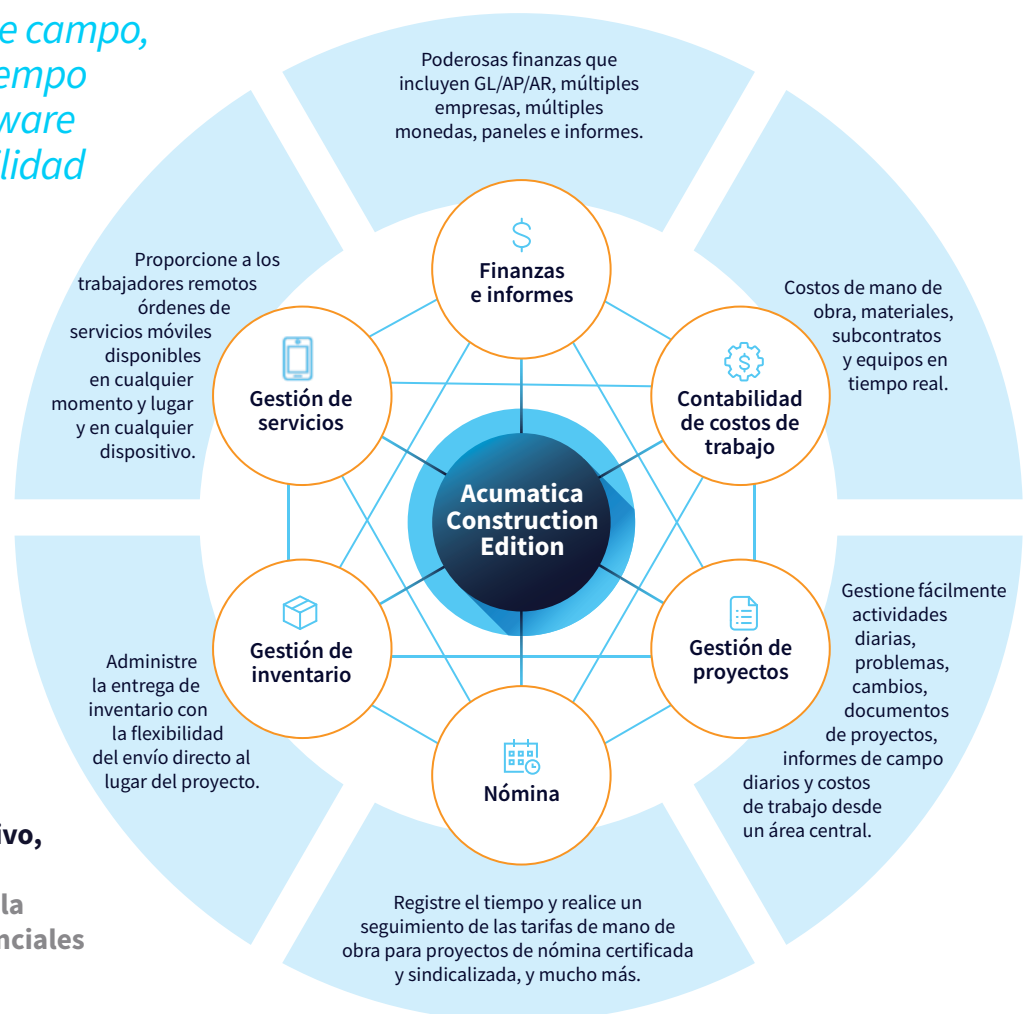 e campo,
empo
ware
ilidad
Poderosas finanzas que
incluyen GL/AP/AR, múltiples
empresas, múltiples
monedas, paneles e informes.
Finanzas
e informes
Proporcione a los
trabajadores remotos
órdenes de
servicios móviles
disponibles
en cualquier
momento y lugar
y en cualquier
dispositivo.
Gestión de
servicios
Costos de mano de
obra, materiales,
subcontratos
y equipos en
tiempo real.
Contabilidad
de costos de
trabajo
Acumatica
Construction
Edition
Gestión de
inventario
Administre
la entrega de
inventario con
la flexibilidad
del envío directo al
lugar del proyecto.
Gestión de
proyectos
Gestione fácilmente
actividades
diarias,
problemas,
cambios,
documentos
de proyectos,
informes de campo
diarios y costos
de trabajo desde
un área central.
Nómina
Registre el tiempo y realice un
seguimiento de las tarifas de mano de
obra para proyectos de nómina certificada
y sindicalizada, y mucho más.
ivo,
la
nciales